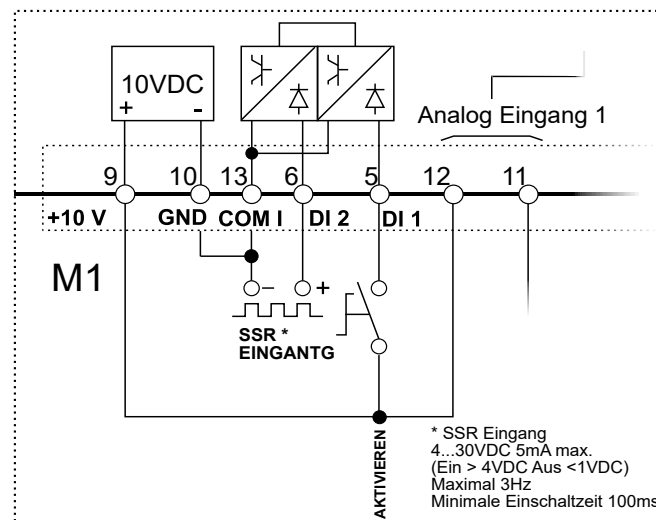 10VDC
+ -
Analog Eingang 1
9 10 13 6 5 12 11
+10 V GND COM I DI 2 DI 1
M1
- +
SSR *
EINGANTG
AKTIVIEREN
* SSR Eingang
4...30VDC 5mA max.
(Ein > 4VDC Aus <1VDC)
Maximal 3Hz
Minimale Einschaltzeit 100ms